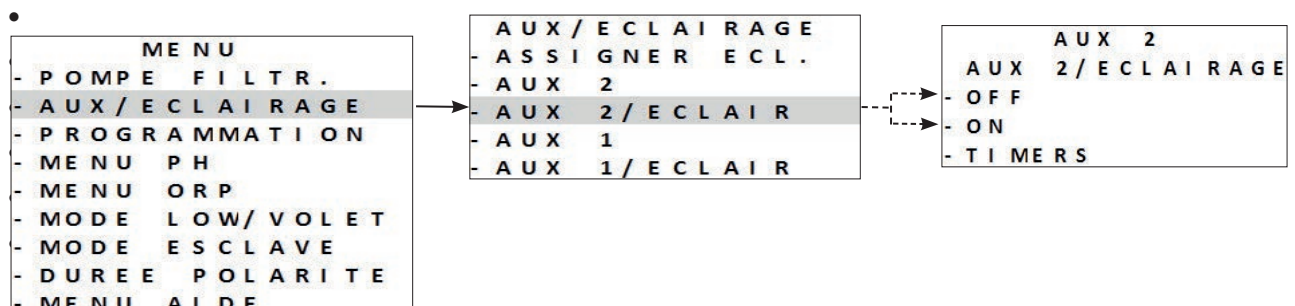 MENU
- POMPE FILTR.
- AUX/ECLAIRAGE
- PROGRAMMATION
- MENU PH
- MENU ORP
- MODE LOW/VOLET
- MODE ESCLAVE
- DUREE POLARITE
- MENU
AUX/ECLAIRAGE
- ASSIGNER ECL.
- AUX 2
- AUX 2/ECLAIR
- AUX 1
- AUX 1/ECLAIR
AUX 2
AUX 2/ECLAIRAGE
- OFF
- ON
- TIMERS